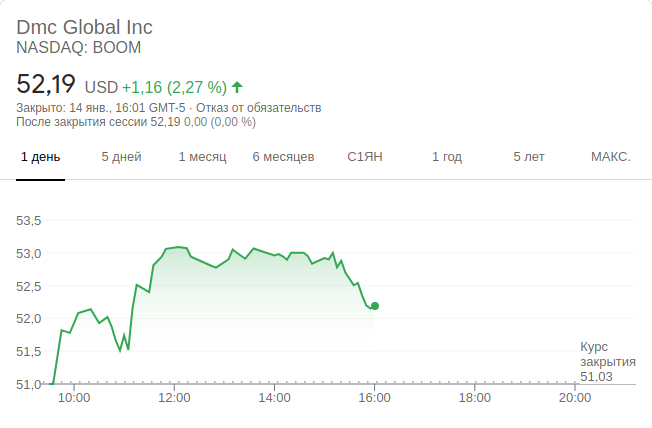 Dmc Global Inc
NASDAQ: BOOM
52,19 USD +1,16 (2,27 %)
Закрыто: 14 янв., 16:01 GMT-5 · Отказ от обязательств
После закрытия сессии 52,19 0,00 (0,00 %)
1 день 5 дней 1 месяц 6 месяцев С1ЯН 1 год 5 лет МАКС.
53,5
53,0
52,5
52,0
51,5
51,0
Курс
закрытия
51,03
10:00 12:00 14:00 16:00 18:00 20:00